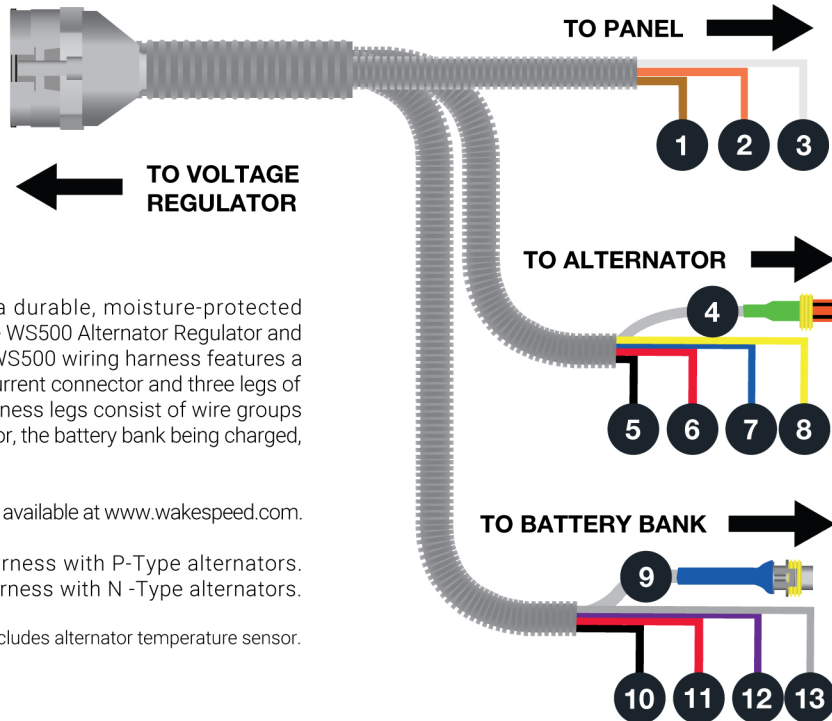 TO PANEL
1 2 3
TO VOLTAGE
REGULATOR
TO ALTERNATOR
4
a durable, moisture-protected
WS500 Alternator Regulator and
WS500 wiring harness features a
current connector and three legs of
ness legs consist of wire groups
or, the battery bank being charged,
5 6 7 8
available at www.wakespeed.com.
TO BATTERY BANK
rness with P-Type alternators.
rness with N -Type alternators.
9
cludes alternator temperature sensor.
10 11 12 13